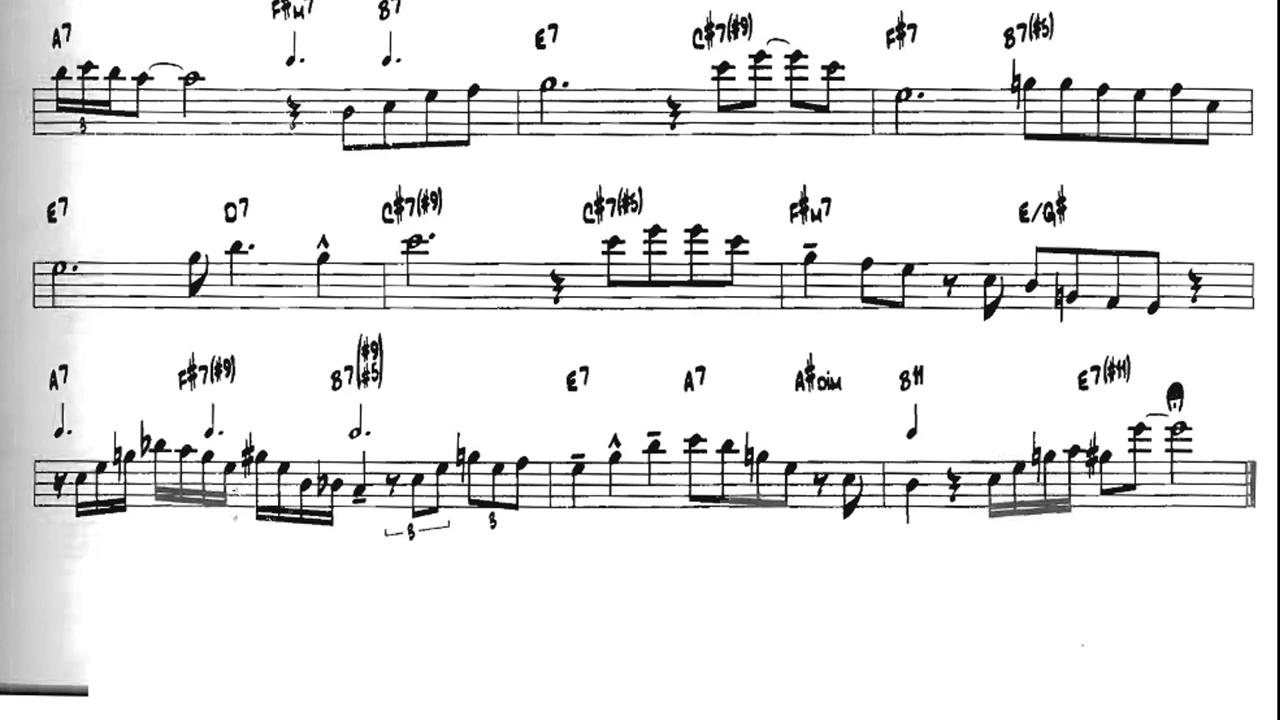 F#m7 B7
A7 E7 C#7(#9) F#7 B7(#5)
3
E7 D7 C#7(#9) C#7(#5) F#m7 E/G#
A7 F#7(#9) B7(#9 #5) E7 A7 A#dim B11 E7(#11)
3 3